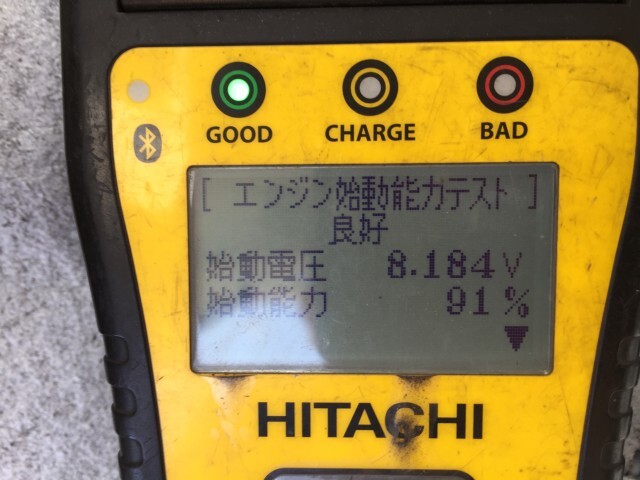 GOOD CHARGE BAD
[ エンジン始動能力テスト ]
良好
始動電圧 8.184 V
始動能力 91 %
HITACHI